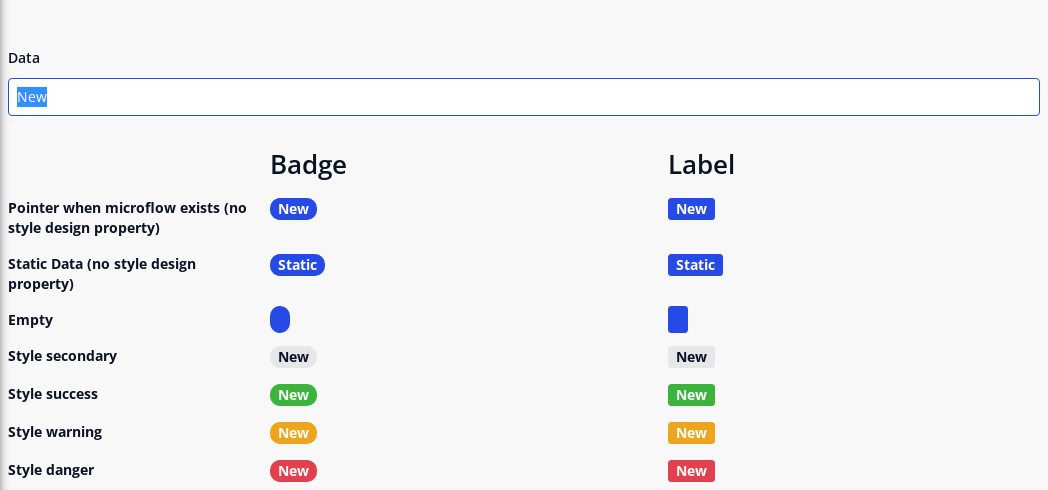 Data
New
Badge Label
Pointer when microflow exists (no New New
style design property)
Static Data (no style design Static Static
property)
Empty
Style secondary New New
Style success New New
Style warning New New
Style danger New New